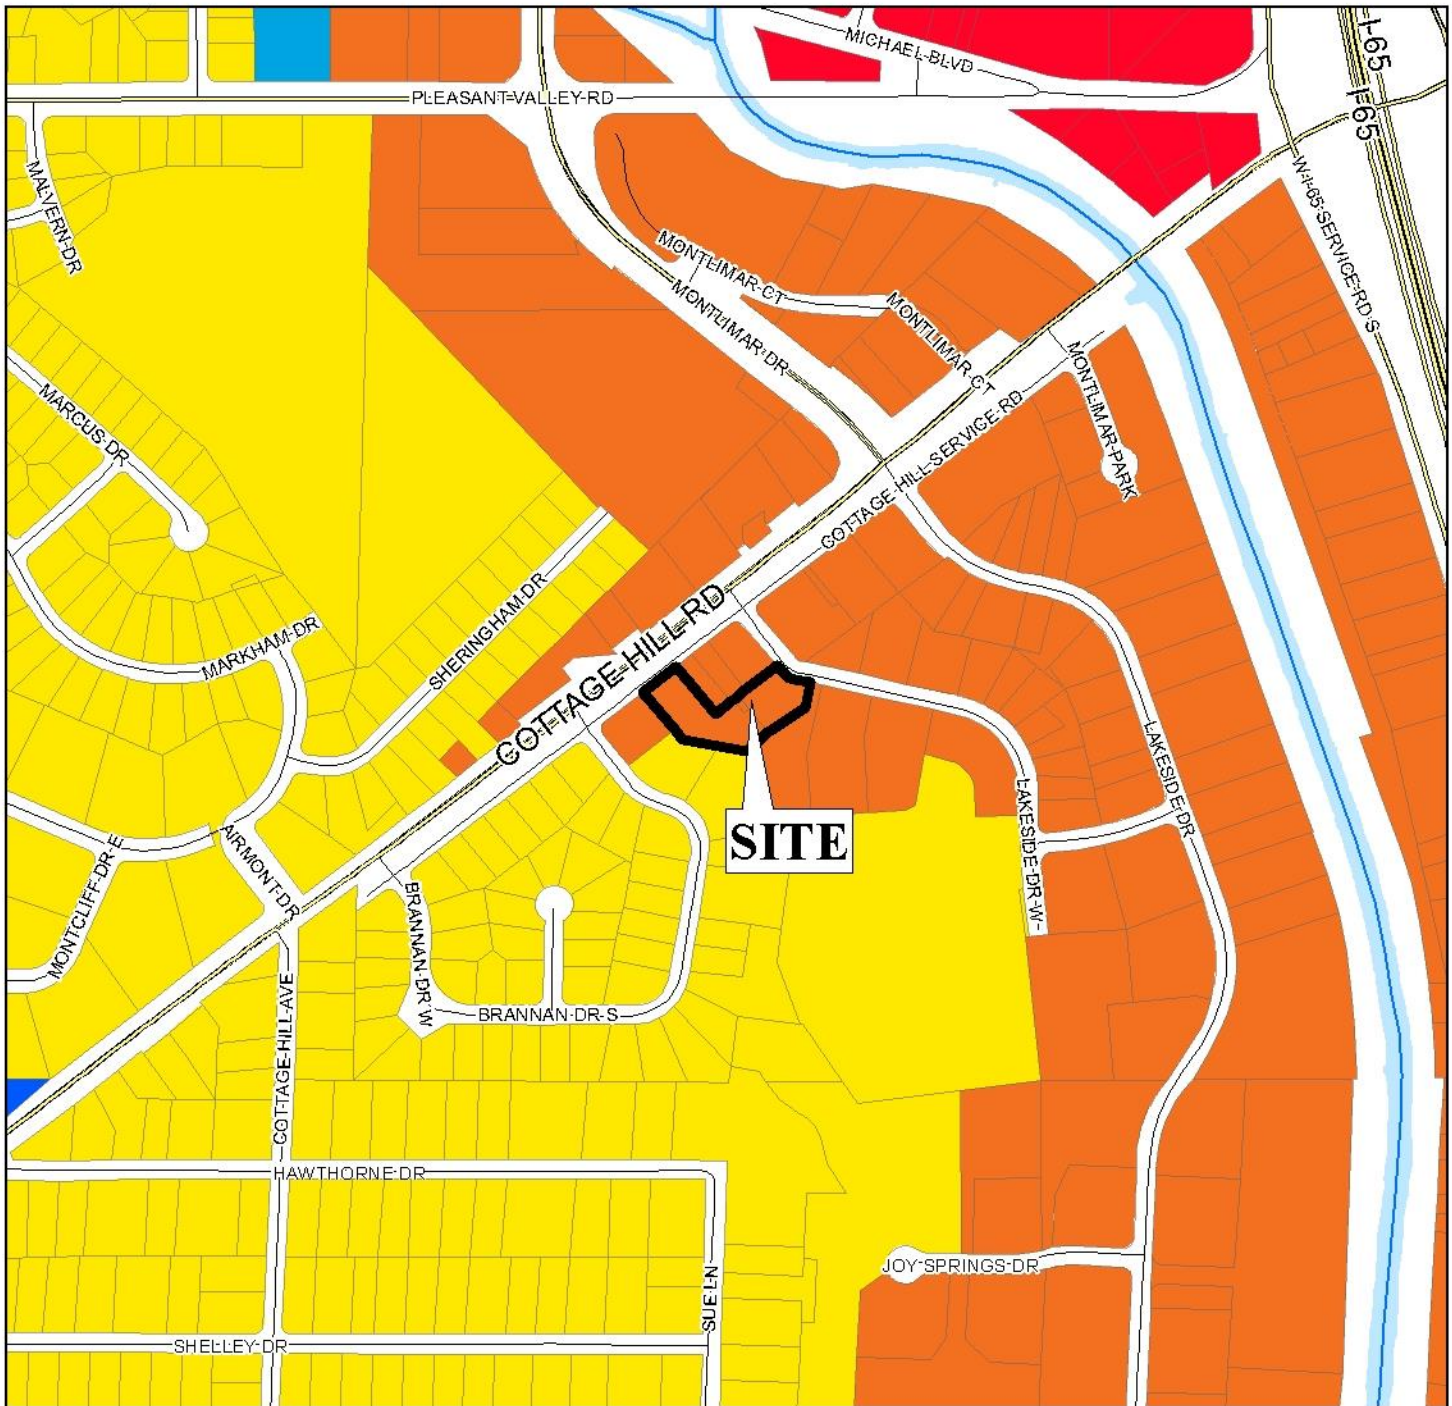 MICHAEL BLVD
I-65
I-65
PLEASANT VALLEY RD
MALVERN DR
W I-65 SERVICE RD S
MONTLIMAR CT
MONTLIMAR DR
MONTLIMAR CT
MONTLIMAR PARK
MARCUS DR
COTTAGE HILL SERVICE RD
SHERINGHAM DR
MARKHAM DR
COTTAGE HILL RD
LAKESIDE DR
LAKESIDE DR W
SITE
AIRMONT DR
MONTCLIFF DR E
BRANNAN DR W
BRANNAN DR S
COTTAGE HILL AVE
HAWTHORNE DR
JOY SPRINGS DR
SUE LN
SHELLEY DR